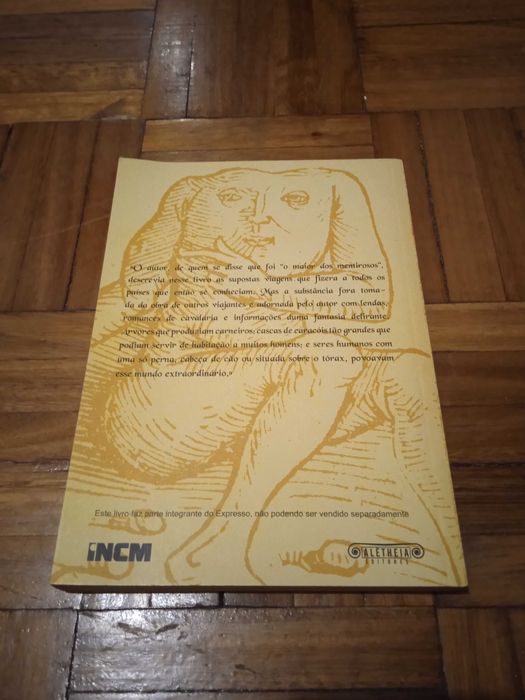 "O autor, de quem se disse que foi "o maior dos mentirosos",
descrevia nesse livro as supostas viagens que fizera a todos os
países que então se conheciam. Mas a substância fora toma-
da da obra de outros viajantes e adornada pelo autor com lendas,
romances de cavalaria e informações duma fantasia delirante.
Árvores que produziam carneiros; cascas de caracóis tão grandes que
podiam servir de habitação a muitos homens; e seres humanos com
uma só perna, cabeça de cão ou situada sobre o tórax, povoavam
esse mundo extraordinário."
Este livro faz parte integrante do Expresso, não podendo ser vendido separadamente
INCM
ALÊTHEIA
EDITORES